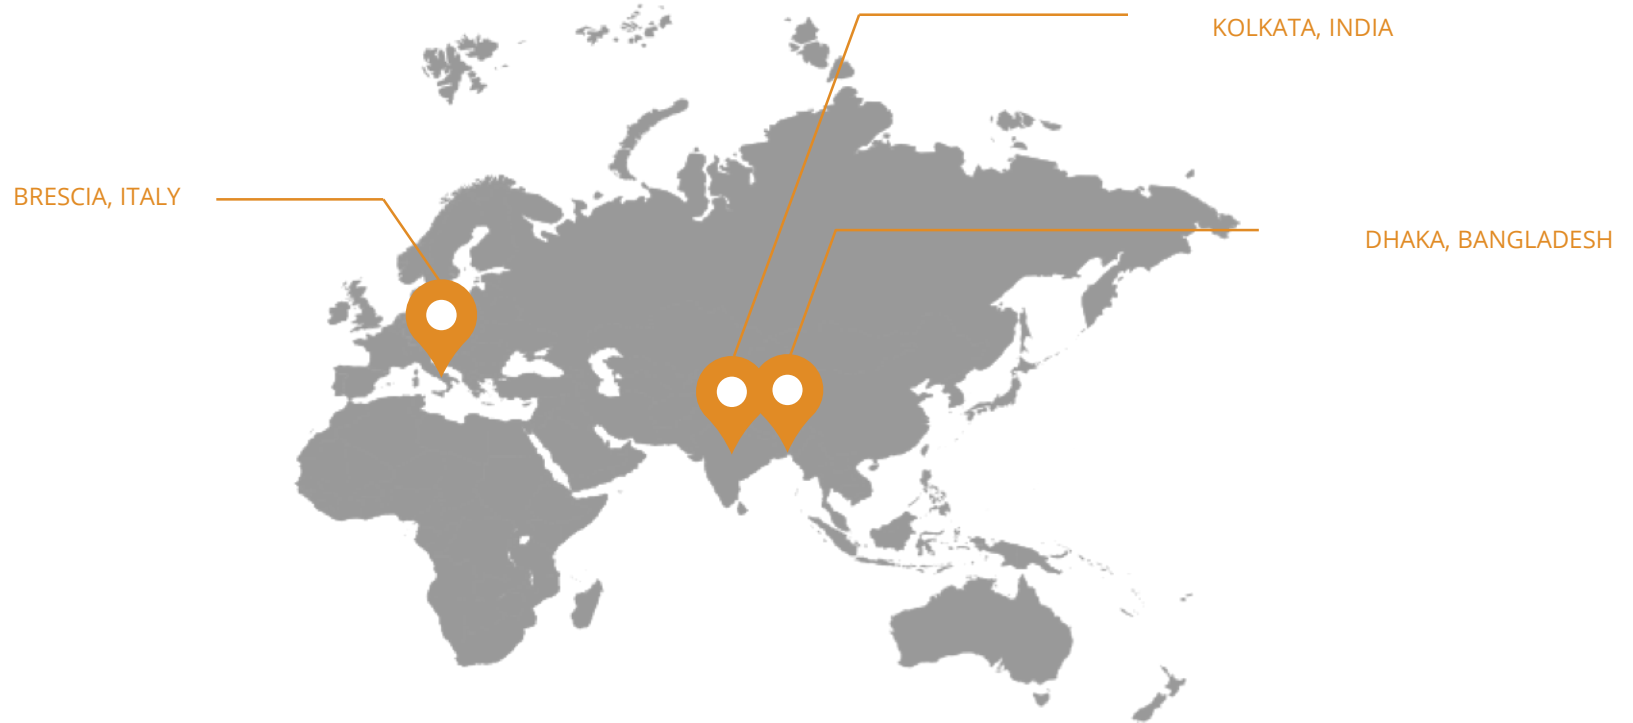 KOLKATA, INDIA
BRESCIA, ITALY
DHAKA, BANGLADESH